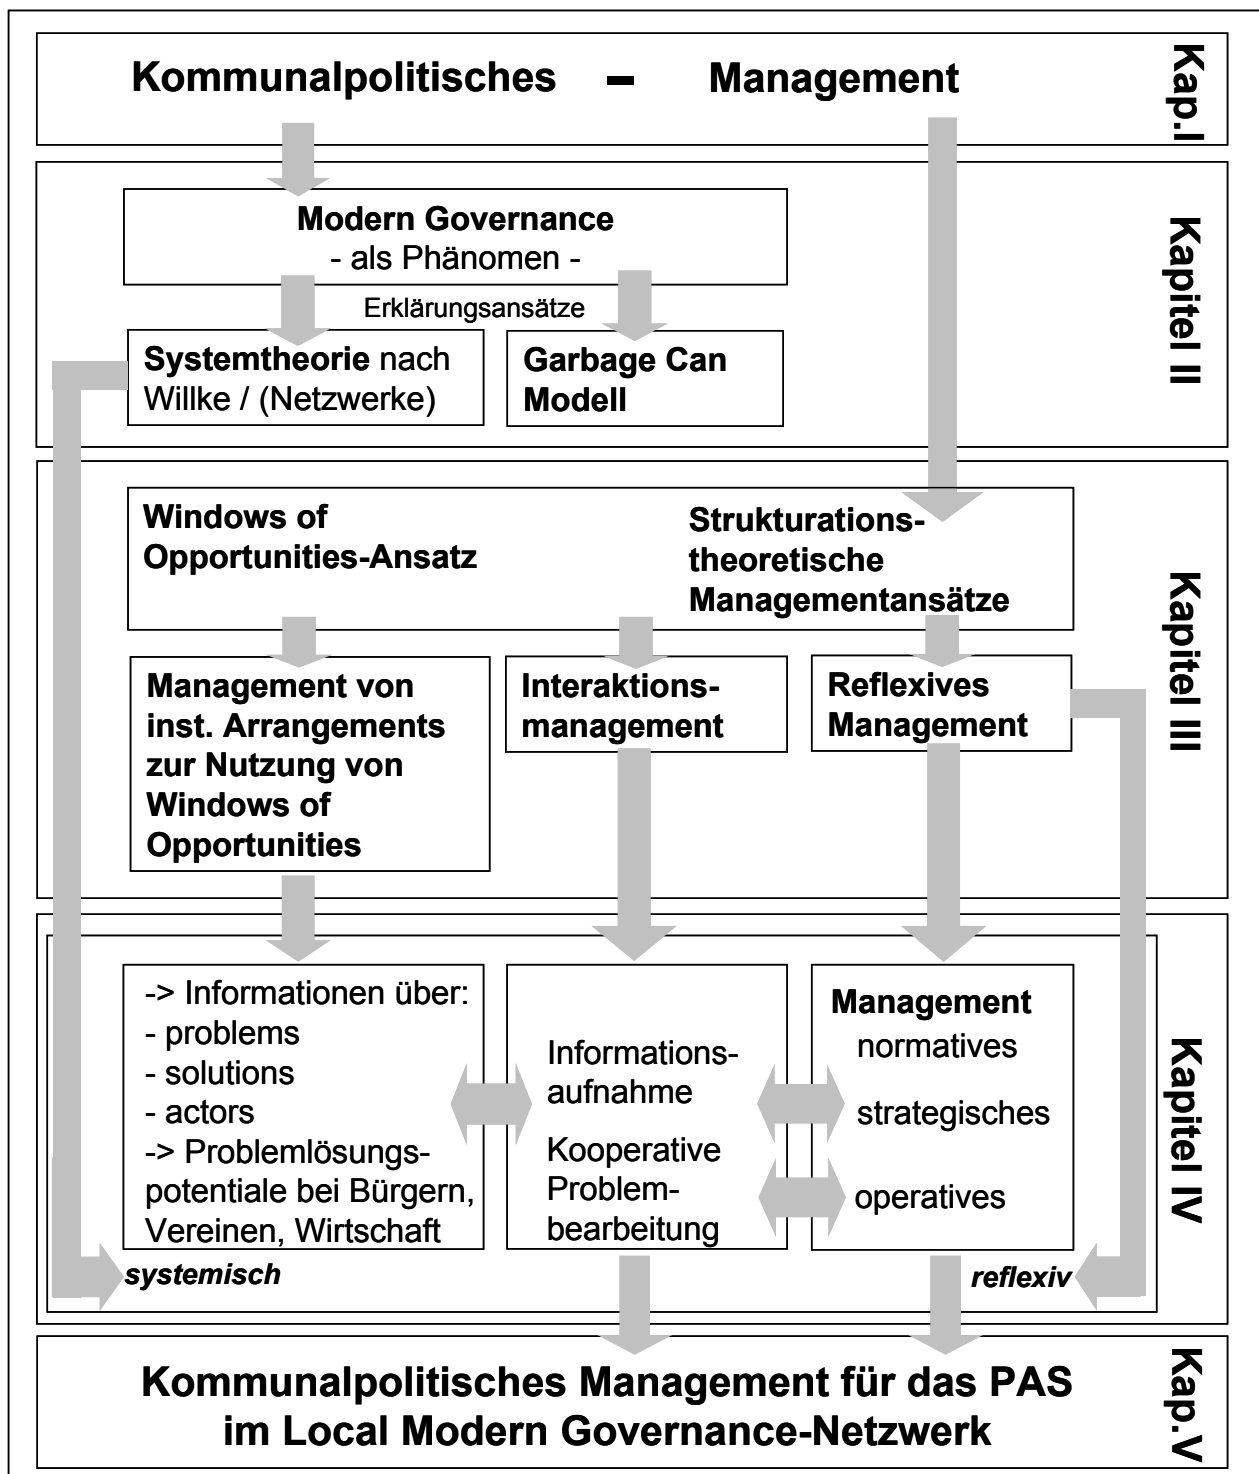 Kommunalpolitisches – Management
Kap.I
Modern Governance
- als Phänomen -
Erklärungsansätze
Systemtheorie nach
Willke / (Netzwerke)
Garbage Can
Modell
Kapitel II
Windows of
Opportunities-Ansatz
Strukturations-
theoretische
Managementansätze
Management von
inst. Arrangements
zur Nutzung von
Windows of
Opportunities
Interaktions-
management
Reflexives
Management
Kapitel III
-> Informationen über:
- problems
- solutions
- actors
-> Problemlösungs-
potentiale bei Bürgern,
Vereinen, Wirtschaft
Informations-
aufnahme
Kooperative
Problem-
bearbeitung
Management
normatives
strategisches
operatives
systemisch
reflexiv
Kapitel IV
Kommunalpolitisches Management für das PAS
im Local Modern Governance-Netzwerk
Kap.V